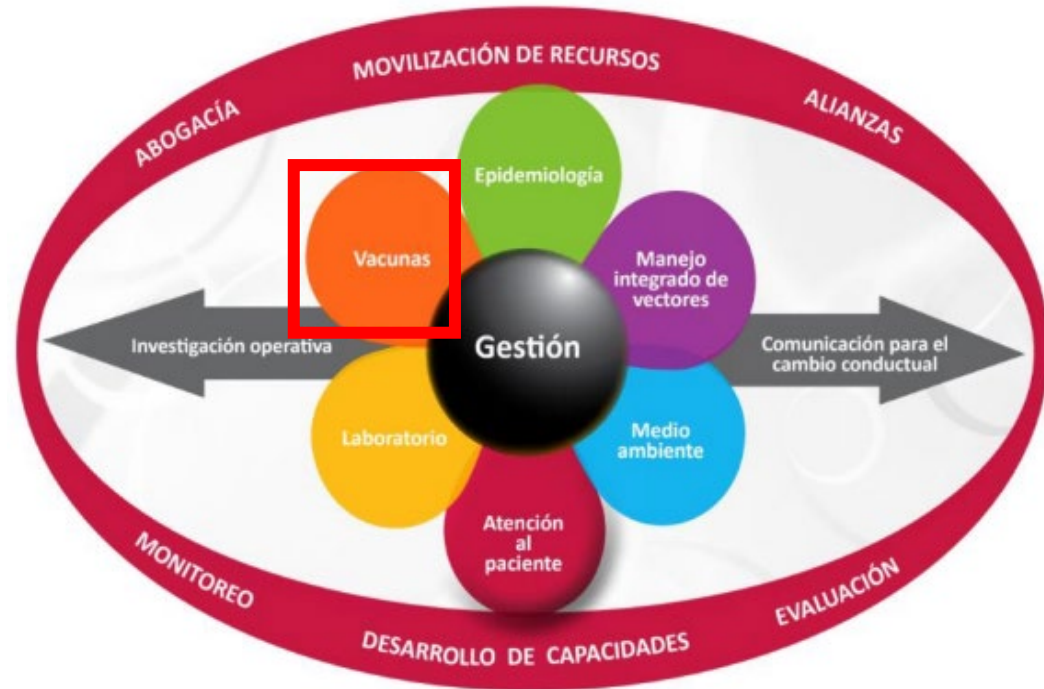 MOVILIZACIÓN DE RECURSOS
ABOGACÍA
ALIANZAS
Epidemiología
Vacunas
Manejo
integrado de
vectores
Investigación operativa
Gestión
Comunicación para el
cambio conductual
Laboratorio
Medio
ambiente
Atención
al
paciente
MONITOREO
EVALUACIÓN
DESARROLLO DE CAPACIDADES